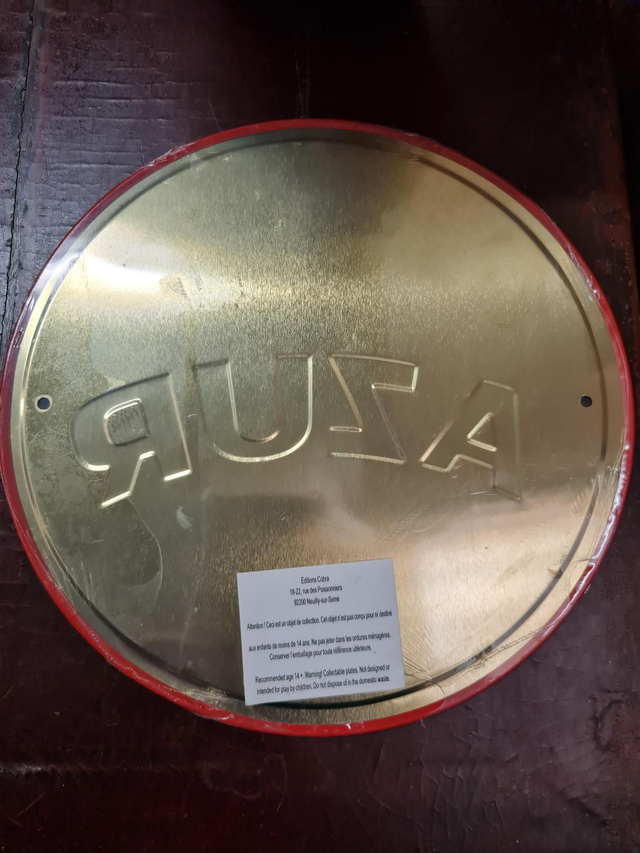 AZUR
Editions Cobra
18-22, rue des Poissonniers
92200 Neuilly-sur-Seine
Attention ! Ceci est un objet de collection. Cet objet n'est pas conçu pour ni destiné
aux enfants de moins de 14 ans. Ne pas jeter dans les ordures ménagères.
Conserver l'emballage pour toute référence ultérieure.
Recommended age 14 +. Warning! Collectable plates. Not designed or
intended for play by children. Do not dispose of in the domestic waste.